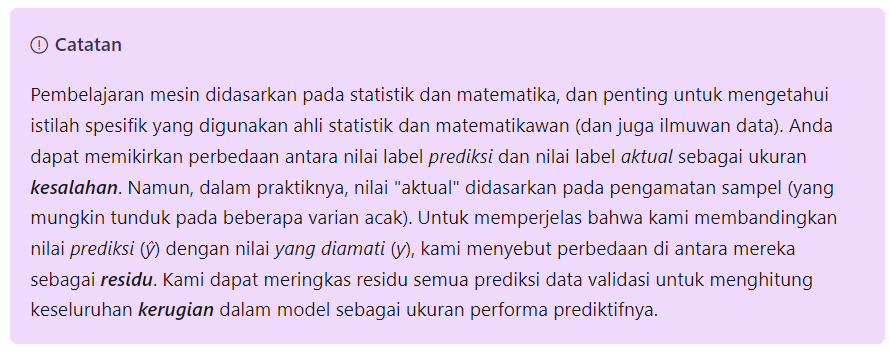 Catatan
Pembelajaran mesin didasarkan pada statistik dan matematika, dan penting untuk mengetahui
istilah spesifik yang digunakan ahli statistik dan matematikawan (dan juga ilmuwan data). Anda
dapat memikirkan perbedaan antara nilai label prediksi dan nilai label aktual sebagai ukuran
kesalahan. Namun, dalam praktiknya, nilai "aktual" didasarkan pada pengamatan sampel (yang
mungkin tunduk pada beberapa varian acak). Untuk memperjelas bahwa kami membandingkan
nilai prediksi (ŷ) dengan nilai yang diamati (y), kami menyebut perbedaan di antara mereka
sebagai residu. Kami dapat meringkas residu semua prediksi data validasi untuk menghitung
keseluruhan kerugian dalam model sebagai ukuran performa prediktifnya.